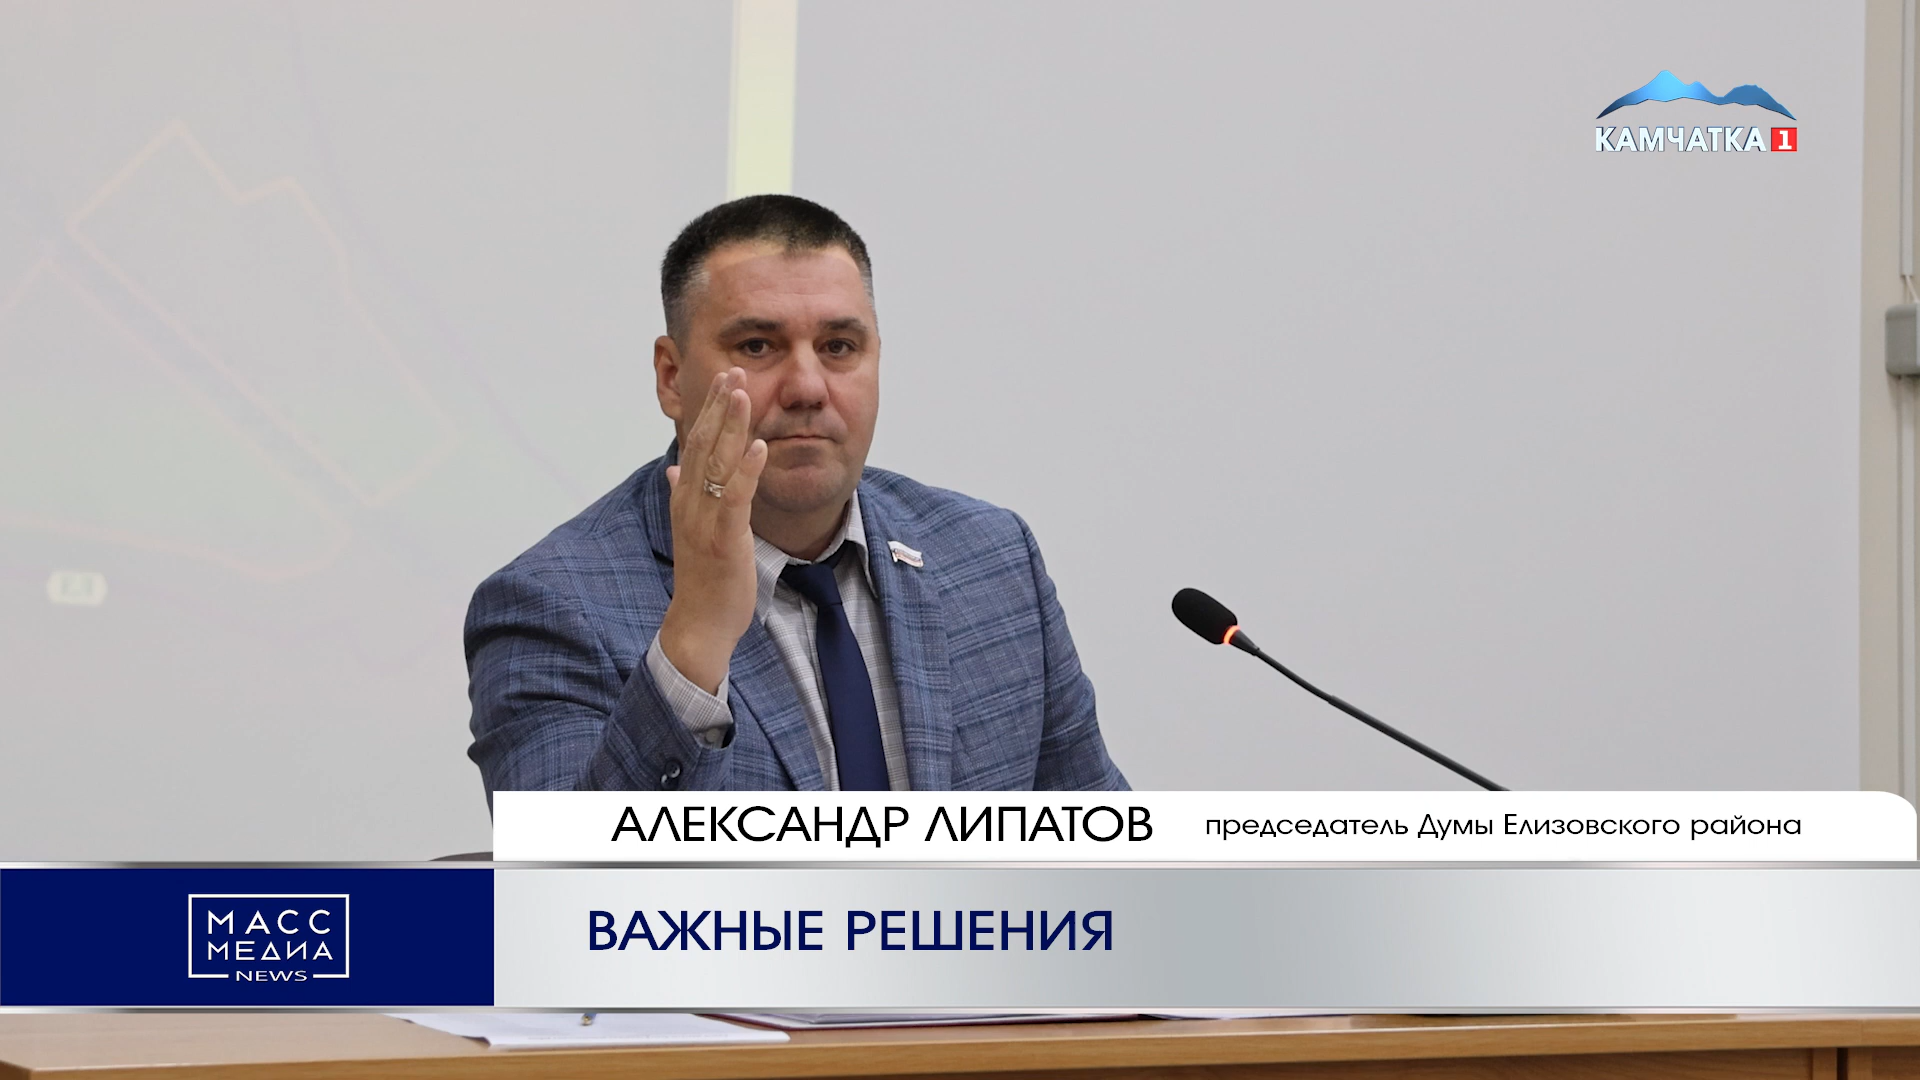 КАМЧАТКА 1
АЛЕКСАНДР ЛИПАТОВ председатель Думы Елизовского района
МАСС
МЕДИА
NEWS
ВАЖНЫЕ РЕШЕНИЯ